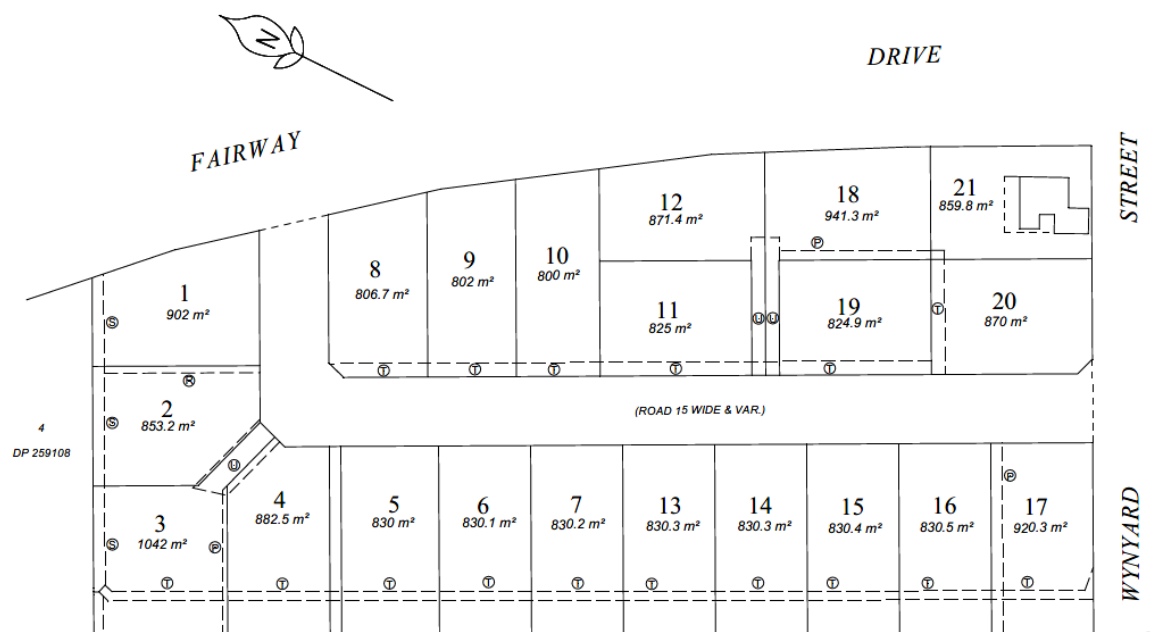 N
DRIVE
FAIRWAY
STREET
1
902 m²
8
806.7 m²
9
802 m²
10
800 m²
12
871.4 m²
18
941.3 m²
21
859.8 m²
11
825 m²
19
824.9 m²
20
870 m²
S
P
T
U
U
T
T
T
T
T
R
2
853.2 m²
S
(ROAD 15 WIDE & VAR.)
4
DP 259108
U
3
1042 m²
4
882.5 m²
5
830 m²
6
830.1 m²
7
830.2 m²
13
830.3 m²
14
830.3 m²
15
830.4 m²
16
830.5 m²
17
920.3 m²
P
S
P
T
T
T
T
T
T
T
T
T
T
WYNYARD